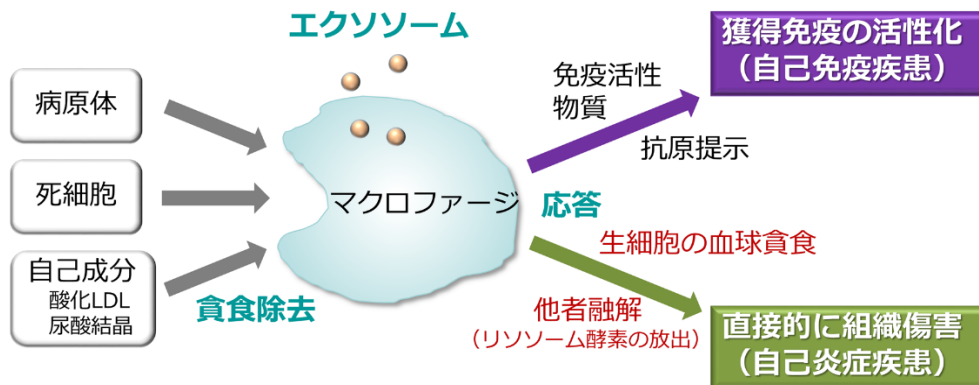 エクソソーム
病原体
死細胞
自己成分
酸化LDL
尿酸結晶
貪食除去
マクロファージ
応答
免疫活性
物質
抗原提示
獲得免疫の活性化
（自己免疫疾患）
生細胞の血球貪食
他者融解
（リソソーム酵素の放出）
直接的に組織傷害
（自己炎症疾患）